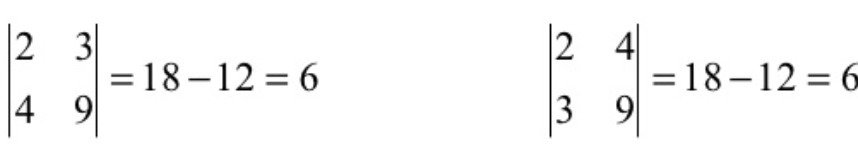 |2 3|
|4 9| = 18 − 12 = 6
|2 4|
|3 9| = 18 − 12 = 6